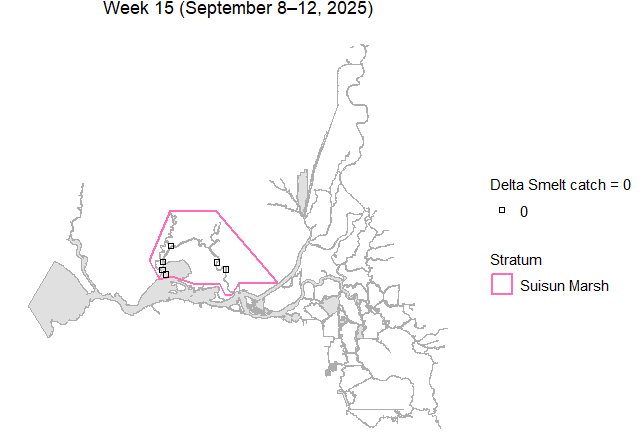 Week 15 (September 8–12, 2025)
Delta Smelt catch = 0
0
Stratum
Suisun Marsh